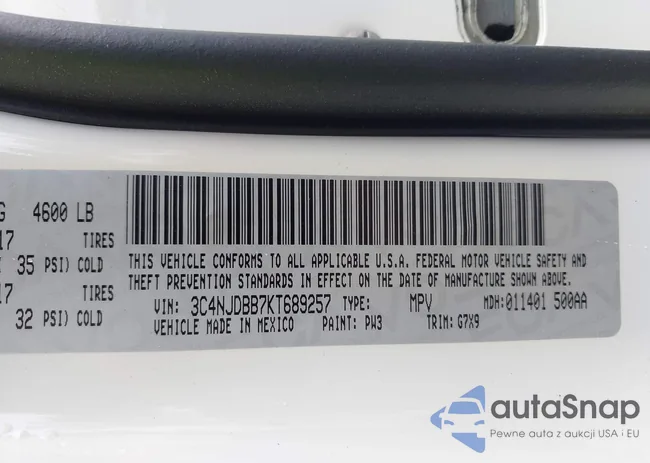 G 4600 LB
17 TIRES
35 PSI) COLD
17 TIRES
32 PSI) COLD
THIS VEHICLE CONFORMS TO ALL APPLICABLE U.S.A. FEDERAL MOTOR VEHICLE SAFETY AND
THEFT PREVENTION STANDARDS IN EFFECT ON THE DATE OF MANUFACTURE SHOWN ABOVE.
VIN: 3C4NJDBB7KT689257 TYPE: MPV MDH: 011401 500AA
VEHICLE MADE IN MEXICO PAINT: PW3 TRIM: G7X9
autoSnap
Pewne auta z aukcji USA i EU